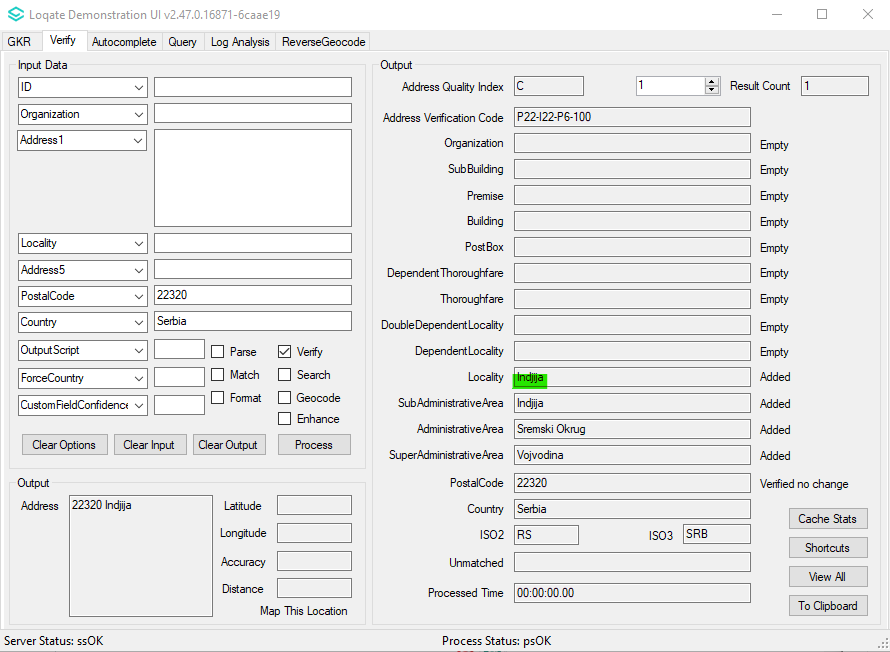 Loqate Demonstration UI v2.47.0.16871-6caae19
GKR Verify Autocomplete Query Log Analysis ReverseGeocode
Input Data
ID
Organization
Address1
Locality
Address5
PostalCode 22320
Country Serbia
OutputScript Parse Verify
ForceCountry Match Search
Format Geocode
CustomFieldConfidence Enhance
Clear Options Clear Input Clear Output Process
Output
Address 22320 Indjija
Latitude
Longitude
Accuracy
Distance
Map This Location
Output
Address Quality Index C 1 Result Count 1
Address Verification Code P22-I22-P6-100
Organization Empty
SubBuilding Empty
Premise Empty
Building Empty
PostBox Empty
DependentThoroughfare Empty
Thoroughfare Empty
DoubleDependentLocality Empty
DependentLocality Empty
Locality Indjija Added
SubAdministrativeArea Indjija Added
AdministrativeArea Sremski Okrug Added
SuperAdministrativeArea Vojvodina Added
PostalCode 22320 Verified no change
Country Serbia
ISO2 RS ISO3 SRB
Unmatched
Processed Time 00:00:00.00
Cache Stats
Shortcuts
View All
To Clipboard
Server Status: ssOK Process Status: psOK